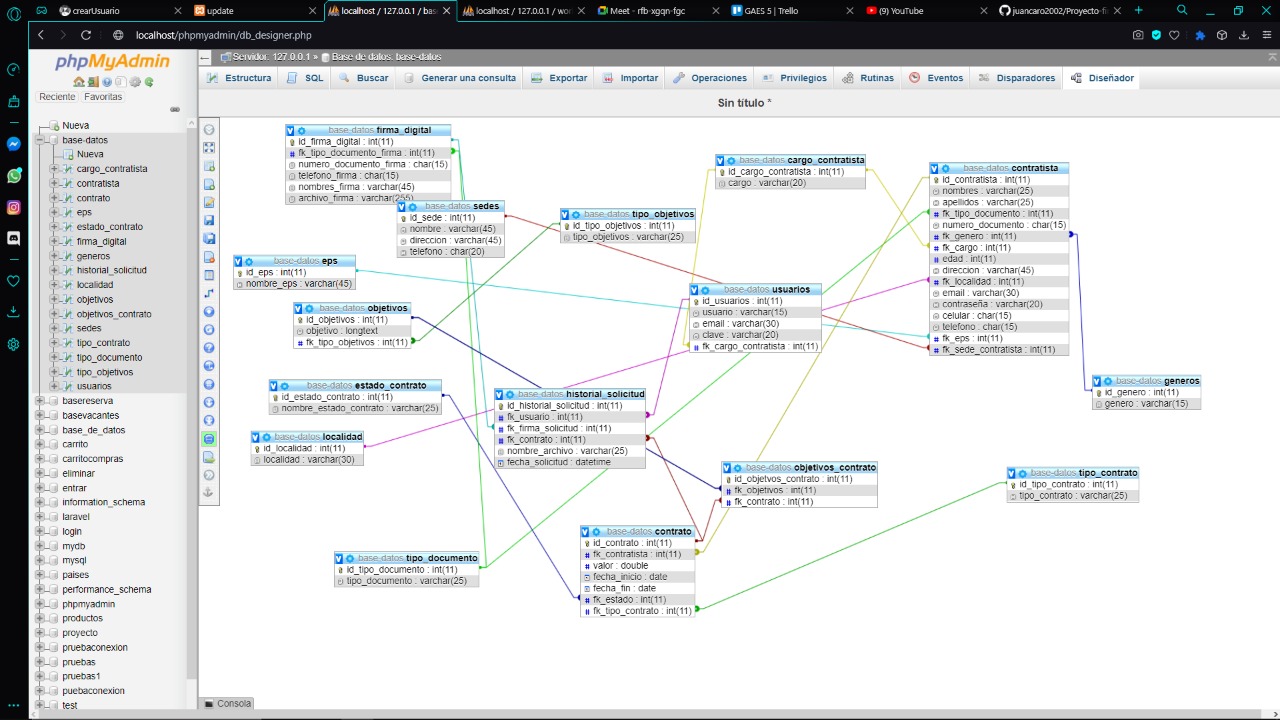 crearUsuario
update
localhost / 127.0.0.1 / bas
localhost / 127.0.0.1 / wor
Meet - rfb-xgqn-fgc
GAES 5 | Trello
(9) YouTube
juancaro2002/Proyecto-fi
localhost/phpmyadmin/db_designer.php
phpMyAdmin
Reciente
Favoritas
Nueva
base-datos
Nueva
cargo_contratista
contratista
contrato
eps
estado_contrato
firma_digital
generos
historial_solicitud
localidad
objetivos
objetivos_contrato
sedes
tipo_contrato
tipo_documento
tipo_objetivos
usuarios
basereserva
basevacantes
base_de_datos
carrito
carritocompras
eliminar
entrar
information_schema
laravel
login
mydb
mysql
paises
performance_schema
phpmyadmin
productos
proyecto
pruebaconexion
pruebas
pruebas1
puebaconexion
test
Servidor: 127.0.0.1 » Base de datos: base-datos
Estructura
SQL
Buscar
Generar una consulta
Exportar
Importar
Operaciones
Privilegios
Rutinas
Eventos
Disparadores
Diseñador
Sin título *
base-datos firma_digital
id_firma_digital : int(11)
fk_tipo_documento_firma : int(11)
numero_documento_firma : char(15)
telefono_firma : char(15)
nombres_firma : varchar(45)
archivo_firma : varchar(255)
base-datos sedes
id_sede : int(11)
nombre : varchar(45)
direccion : varchar(45)
telefono : char(20)
base-datos tipo_objetivos
id_tipo_objetivos : int(11)
tipo_objetivos : varchar(25)
base-datos cargo_contratista
id_cargo_contratista : int(11)
cargo : varchar(20)
base-datos contratista
id_contratista : int(11)
nombres : varchar(25)
apellidos : varchar(25)
fk_tipo_documento : int(11)
numero_documento : char(15)
fk_genero : int(11)
fk_cargo : int(11)
edad : int(11)
direccion : varchar(45)
fk_localidad : int(11)
email : varchar(30)
contraseña : varchar(20)
celular : char(15)
telefono : char(15)
fk_eps : int(11)
fk_sede_contratista : int(11)
base-datos eps
id_eps : int(11)
nombre_eps : varchar(45)
base-datos usuarios
id_usuarios : int(11)
usuario : varchar(15)
email : varchar(30)
clave : varchar(20)
fk_cargo_contratista : int(11)
base-datos objetivos
id_objetivos : int(11)
objetivo : longtext
fk_tipo_objetivos : int(11)
base-datos estado_contrato
id_estado_contrato : int(11)
nombre_estado_contrato : varchar(25)
base-datos historial_solicitud
id_historial_solicitud : int(11)
fk_usuario : int(11)
fk_firma_solicitud : int(11)
fk_contrato : int(11)
nombre_archivo : varchar(25)
fecha_solicitud : datetime
base-datos generos
id_genero : int(11)
genero : varchar(15)
base-datos localidad
id_localidad : int(11)
localidad : varchar(30)
base-datos objetivos_contrato
id_objetvos_contrato : int(11)
fk_objetivos : int(11)
fk_contrato : int(11)
base-datos tipo_contrato
id_tipo_contrato : int(11)
tipo_contrato : varchar(25)
base-datos contrato
id_contrato : int(11)
fk_contratista : int(11)
valor : double
fecha_inicio : date
fecha_fin : date
fk_estado : int(11)
fk_tipo_contrato : int(11)
base-datos tipo_documento
id_tipo_documento : int(11)
tipo_documento : varchar(25)
Consola